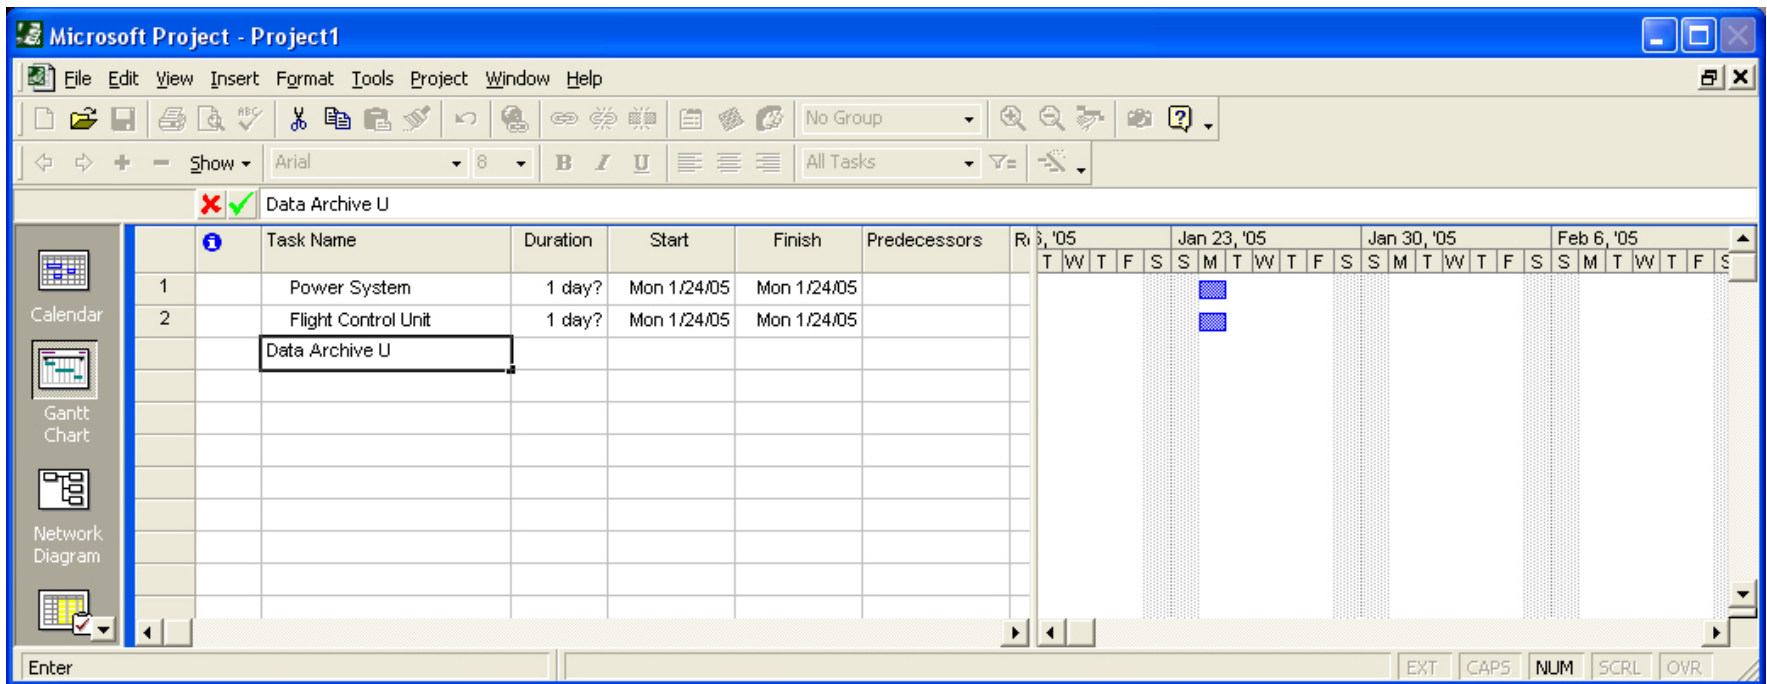 Microsoft Project - Project1
File Edit View Insert Format Tools Project Window Help
ABC No Group
Show Arial 8 B I U All Tasks
Data Archive U
Task Name Duration Start Finish Predecessors , '05 Jan 23, '05 Jan 30, '05 Feb 6, '05
T W T F S S M T W T F S S M T W T F S S M T W T F S
1 Power System 1 day? Mon 1/24/05 Mon 1/24/05
Calendar
2 Flight Control Unit 1 day? Mon 1/24/05 Mon 1/24/05
Data Archive U
Gantt
Chart
Network
Diagram
Enter EXT CAPS NUM SCRL OVR